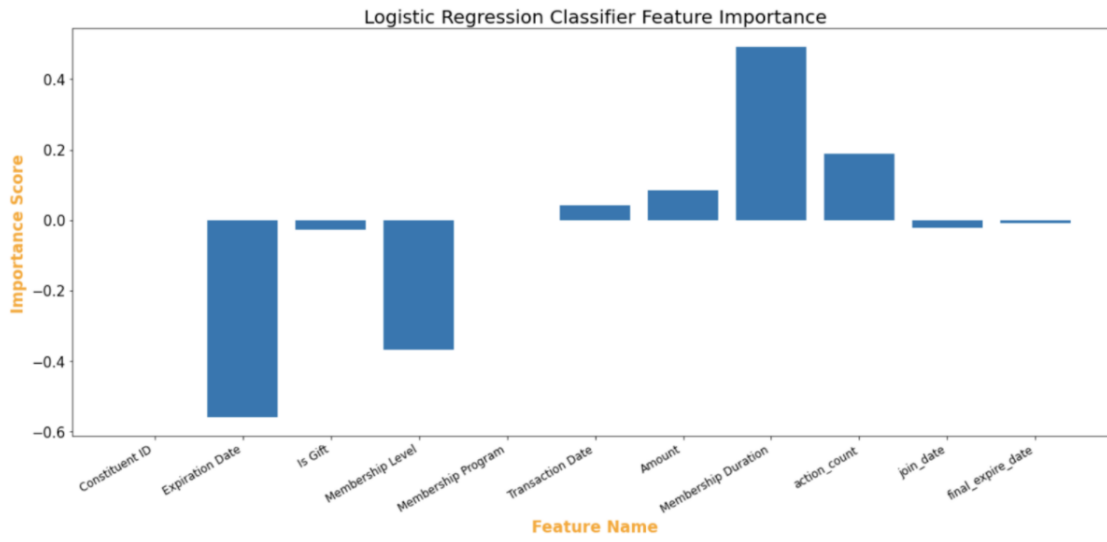 Logistic Regression Classifier Feature Importance
Importance Score
0.4
0.2
0.0
−0.2
−0.4
−0.6
Constituent ID
Expiration Date
Is Gift
Membership Level
Membership Program
Transaction Date
Amount
Membership Duration
action_count
join_date
final_expire_date
Feature Name